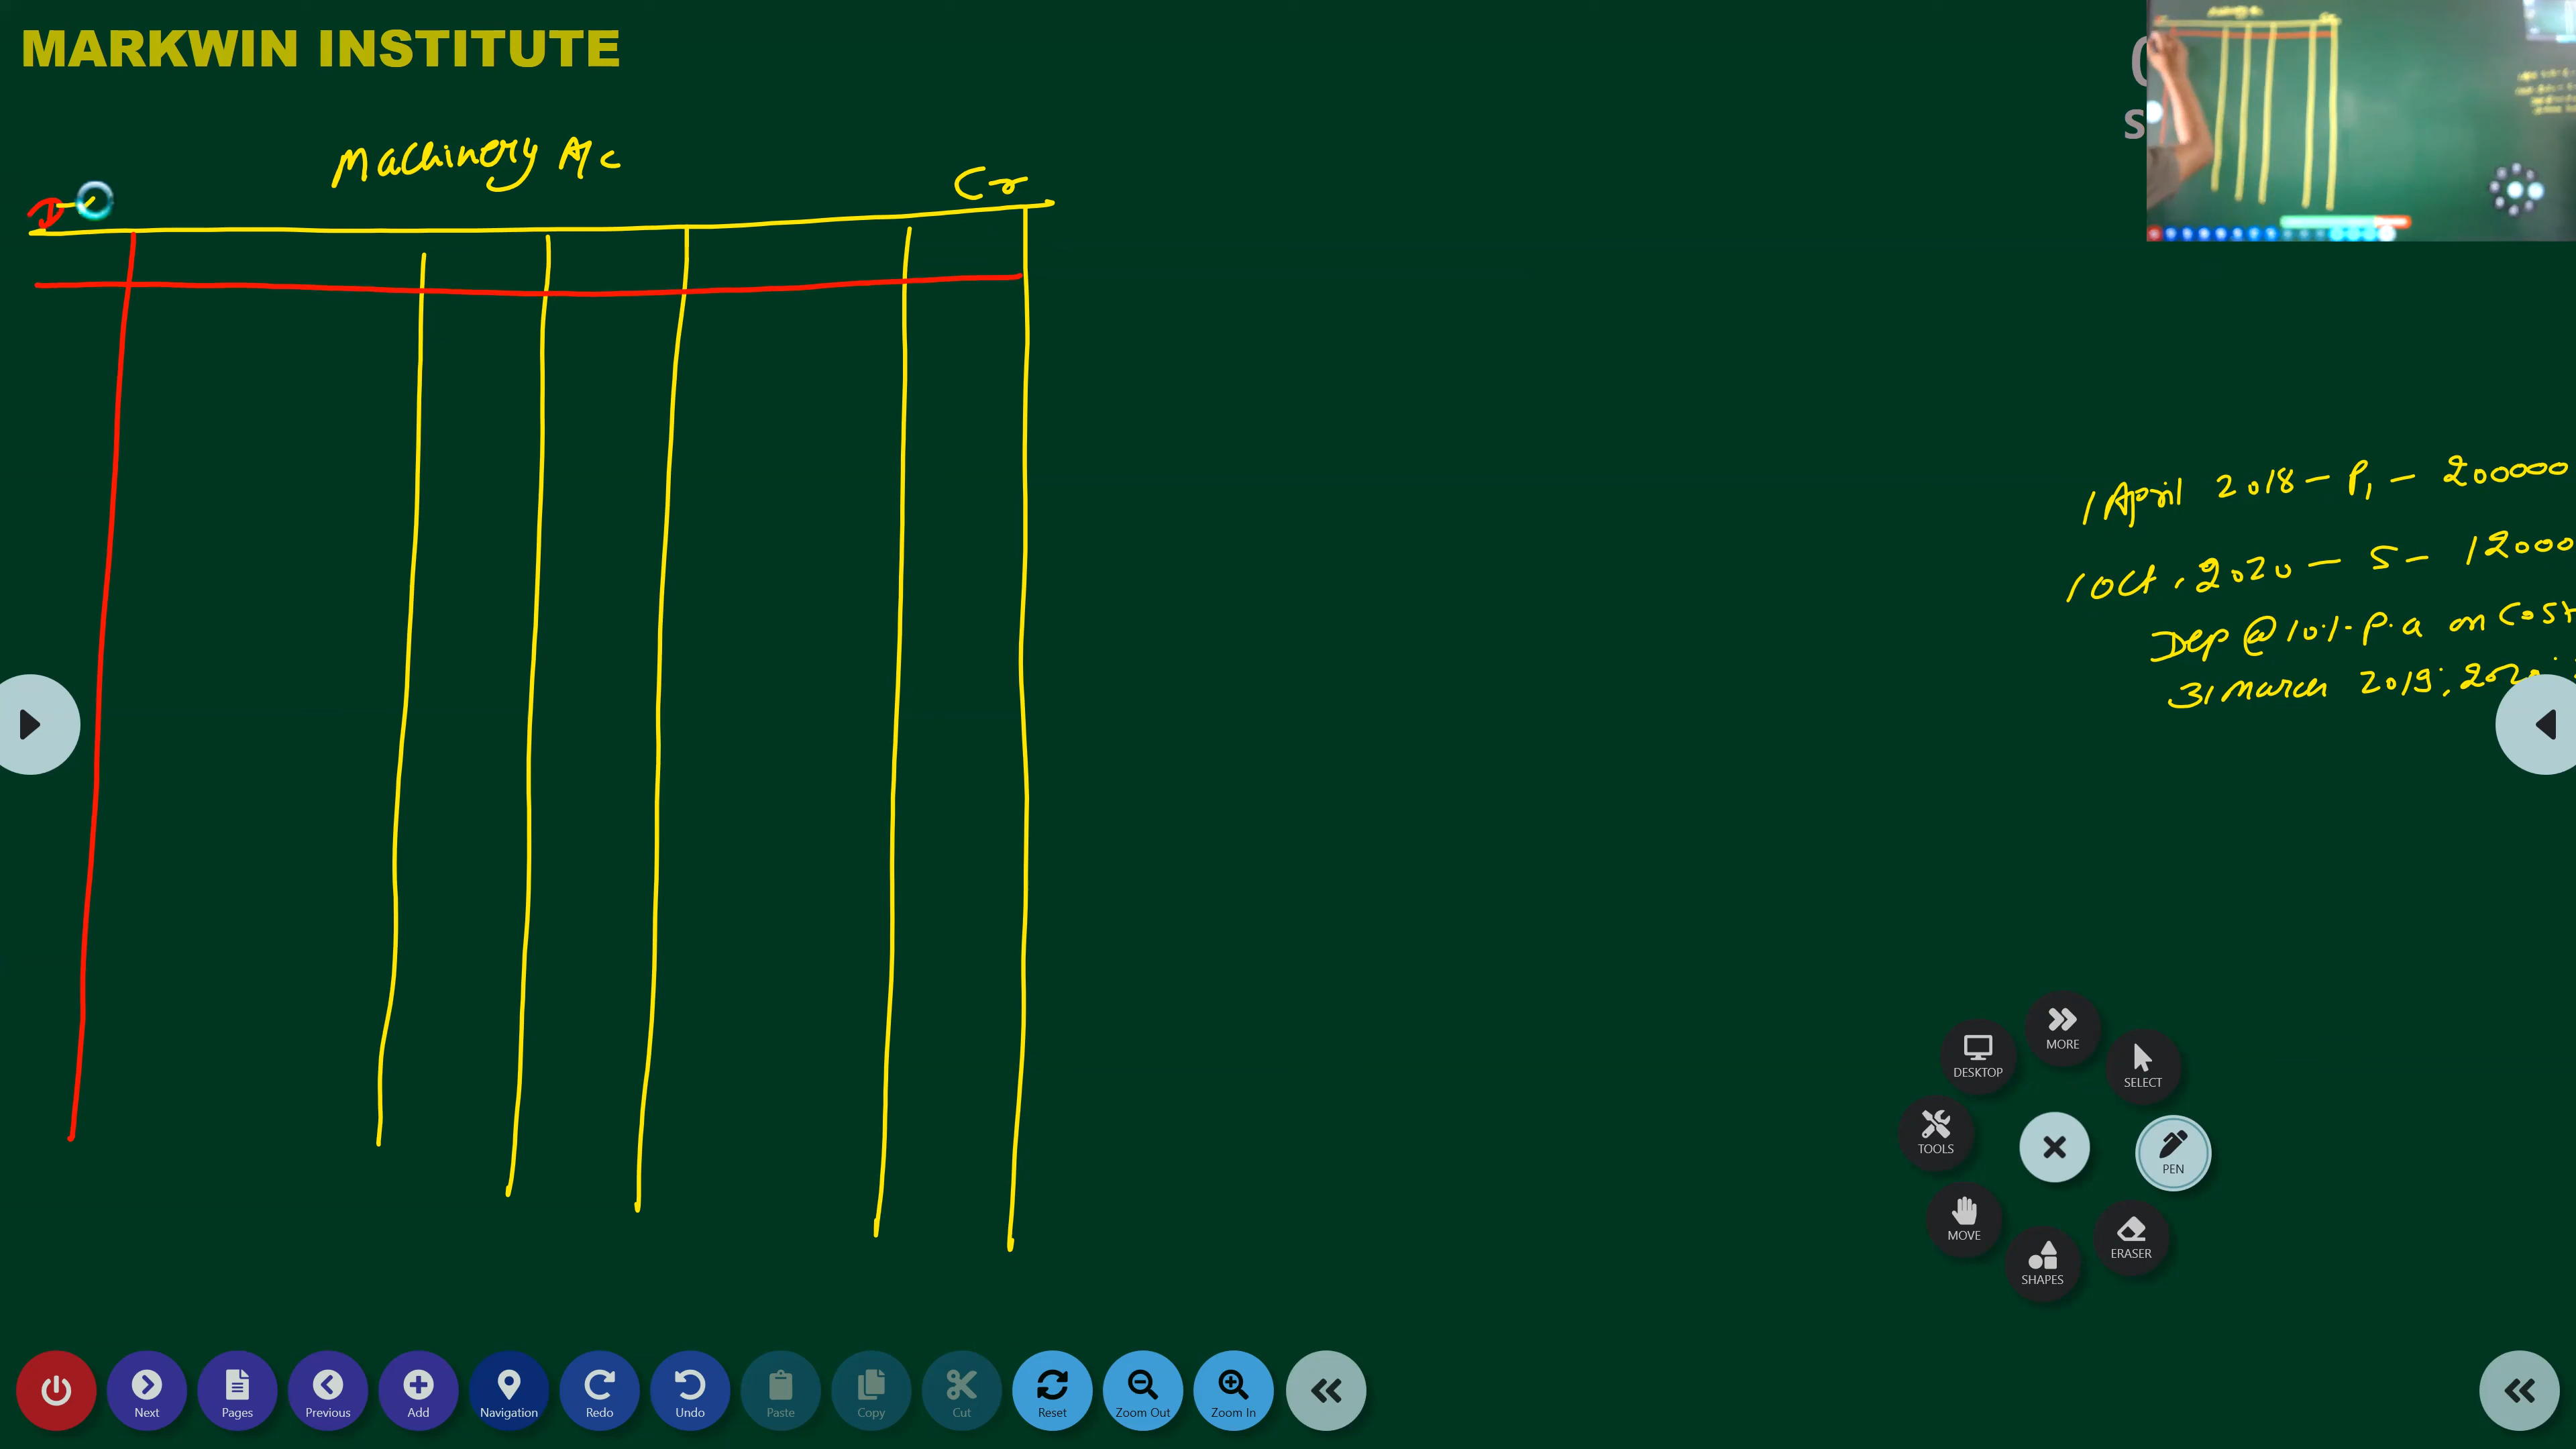 MARKWIN INSTITUTE
Machinery A/c
Dr
Cr
1 April 2018 - P1 - 200000
1 Oct. 2020 - S - 12000
Dep @ 10% p.a on Cost
31 March 2019; 2020;
MORE
DESKTOP
SELECT
TOOLS
PEN
MOVE
ERASER
SHAPES
Next
Pages
Previous
Add
Navigation
Redo
Undo
Paste
Copy
Cut
Reset
Zoom Out
Zoom In